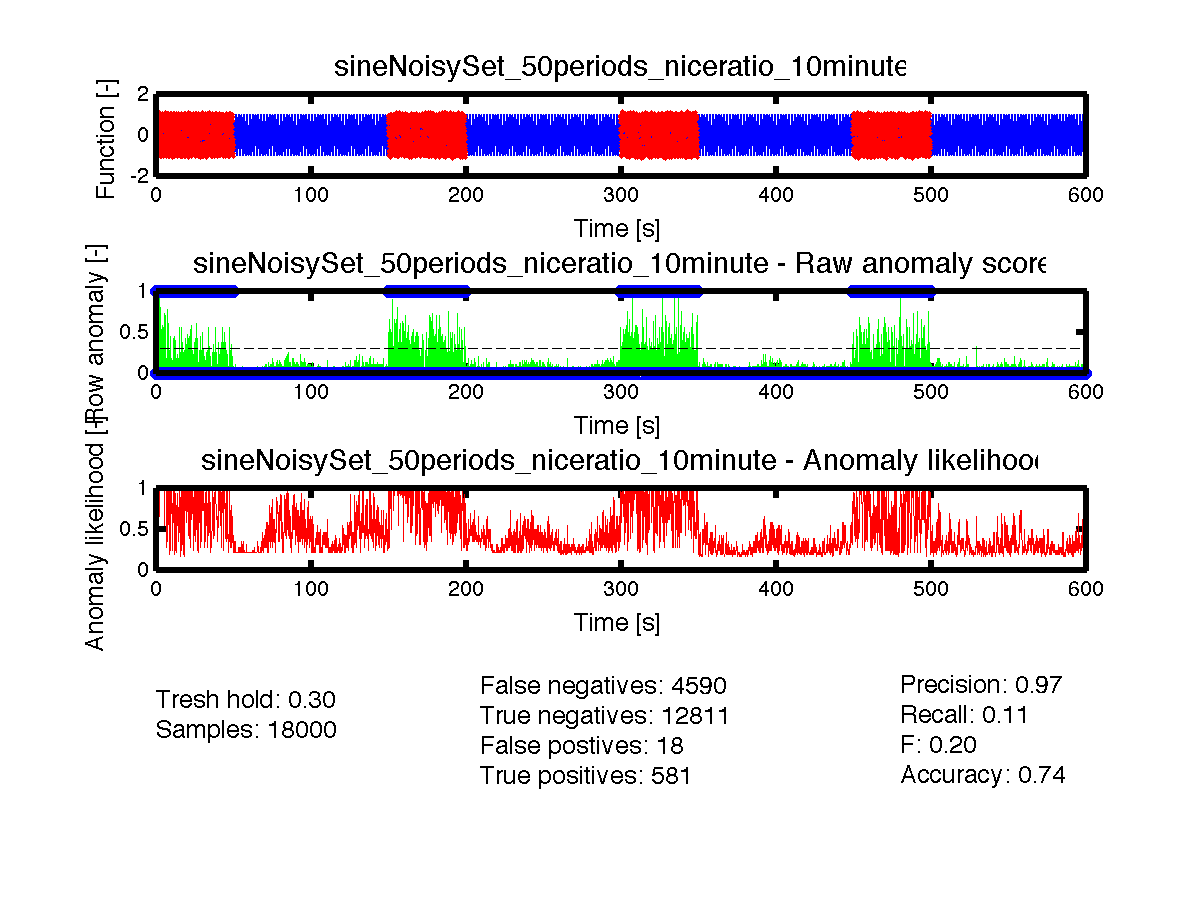 sineNoisySet_50periods_niceratio_10minute
Function [-]
2
0
-2
0 100 200 300 400 500 600
Time [s]
sineNoisySet_50periods_niceratio_10minute - Raw anomaly score
Row anomaly [-]
1
0.5
0
0 100 200 300 400 500 600
Time [s]
sineNoisySet_50periods_niceratio_10minute - Anomaly likelihood
Anomaly likelihood [-]
1
0.5
0
0 100 200 300 400 500 600
Time [s]
Tresh hold: 0.30
Samples: 18000
False negatives: 4590
True negatives: 12811
False postives: 18
True positives: 581
Precision: 0.97
Recall: 0.11
F: 0.20
Accuracy: 0.74